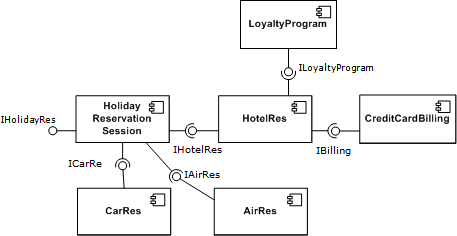 LoyaltyProgram
ILoyaltyProgram
IHolidayRes
Holiday
Reservation
Session
IHotelRes
HotelRes
IBilling
CreditCardBilling
ICarRe
IAirRes
CarRes
AirRes